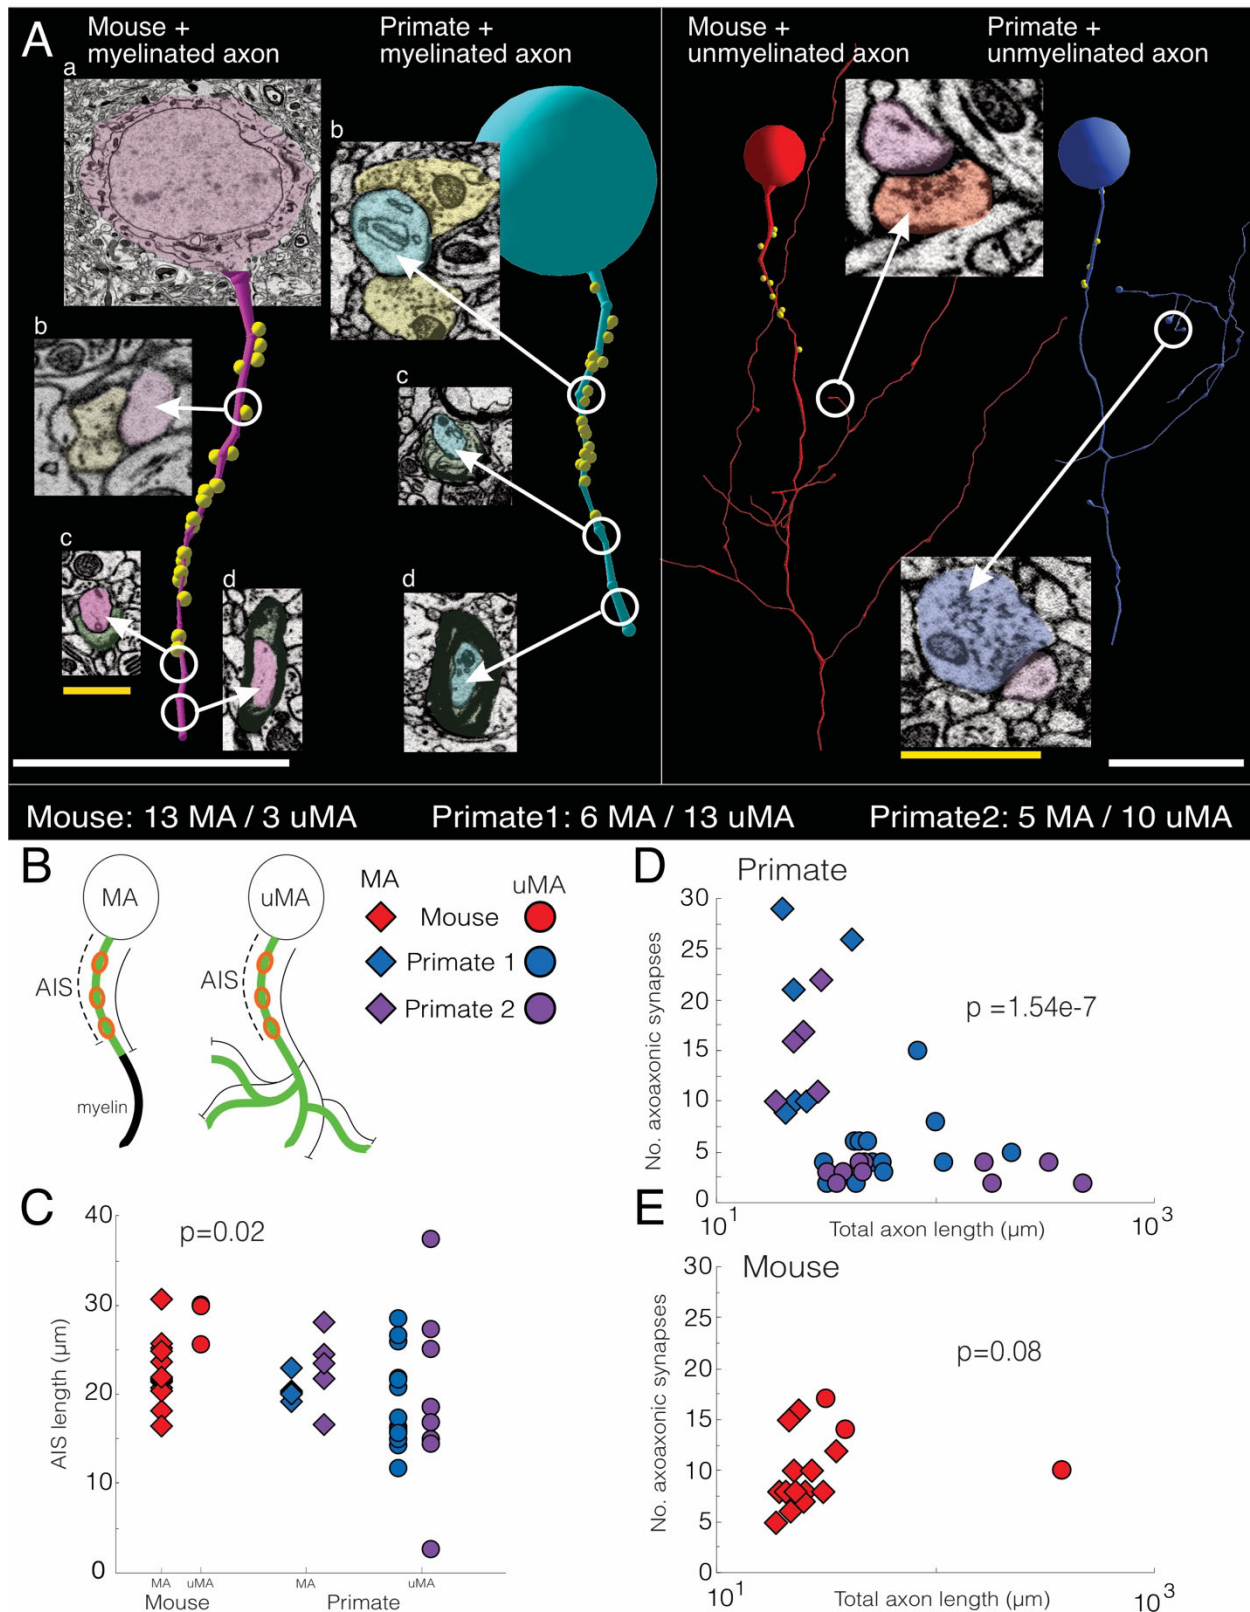 A
Mouse +
myelinated axon
Primate +
myelinated axon
Mouse +
unmyelinated axon
Primate +
unmyelinated axon
a
b
b
c
c
d
d
Mouse: 13 MA / 3 uMA
Primate1: 6 MA / 13 uMA
Primate2: 5 MA / 10 uMA
B
MA
AIS
myelin
uMA
AIS
MA
uMA
Mouse
Primate 1
Primate 2
C
p=0.02
AIS length (µm)
40
30
20
10
0
MA
uMA
MA
uMA
Mouse
Primate
D
Primate
p =1.54e-7
No. axoaxonic synapses
30
25
20
15
10
5
0
10¹
Total axon length (µm)
10³
E
Mouse
p=0.08
No. axoaxonic synapses
30
25
20
15
10
5
0
10¹
Total axon length (µm)
10³